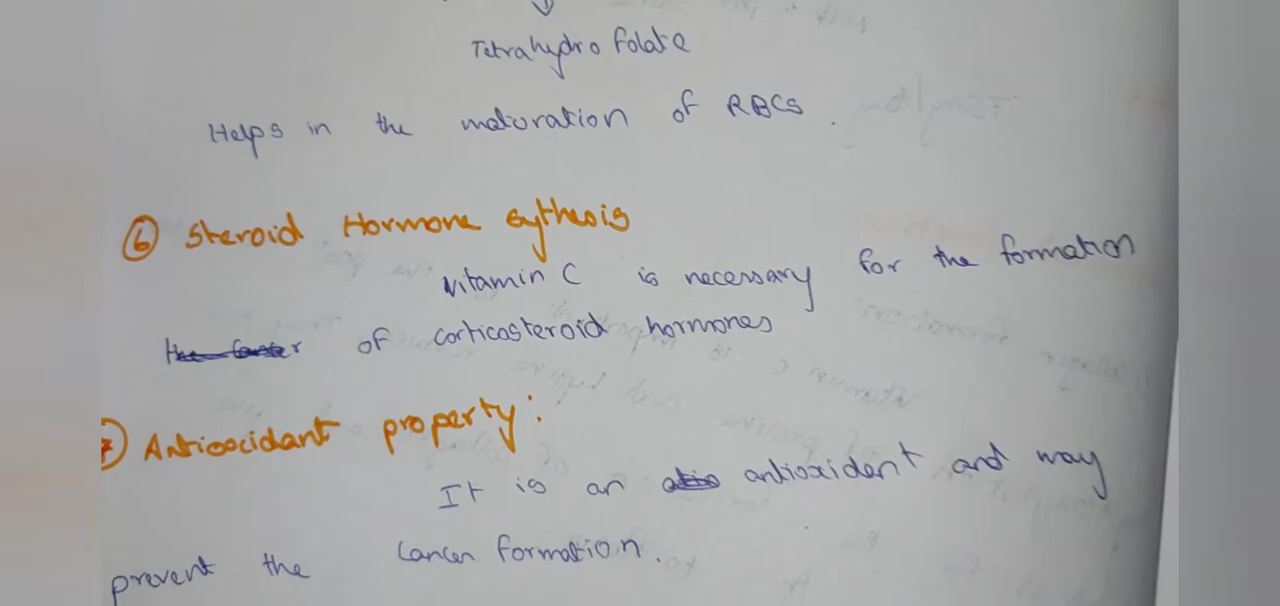 Tetrahydro folate
Helps in the maturation of RBCs.
⑥ Steroid Hormone sythesis
vitamin C is necessary for the formation
of corticosteroid hormones
7) Antioxidant property:
It is an antioxident and may
prevent the cancer formation.